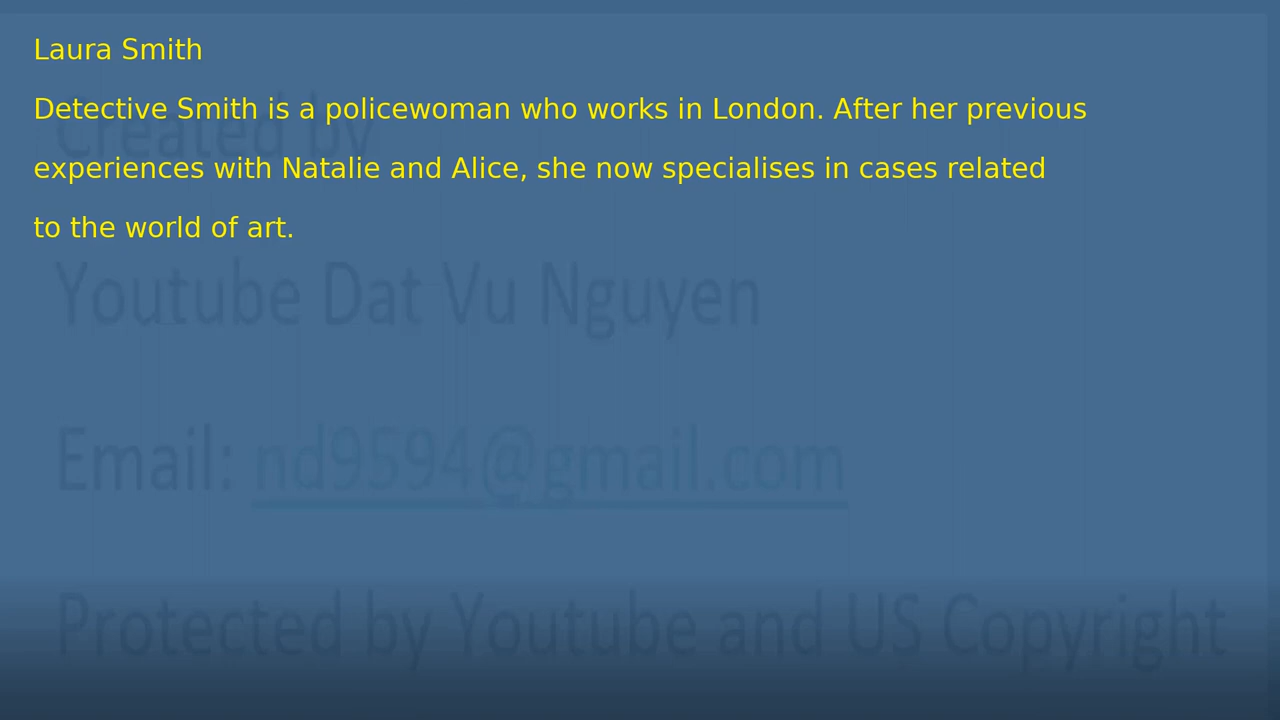 Laura Smith
Detective Smith is a policewoman who works in London. After her previous
experiences with Natalie and Alice, she now specialises in cases related
to the world of art.
Created by
Youtube Dat Vu Nguyen
Email: nd9594@gmail.com
Protected by Youtube and US Copyright